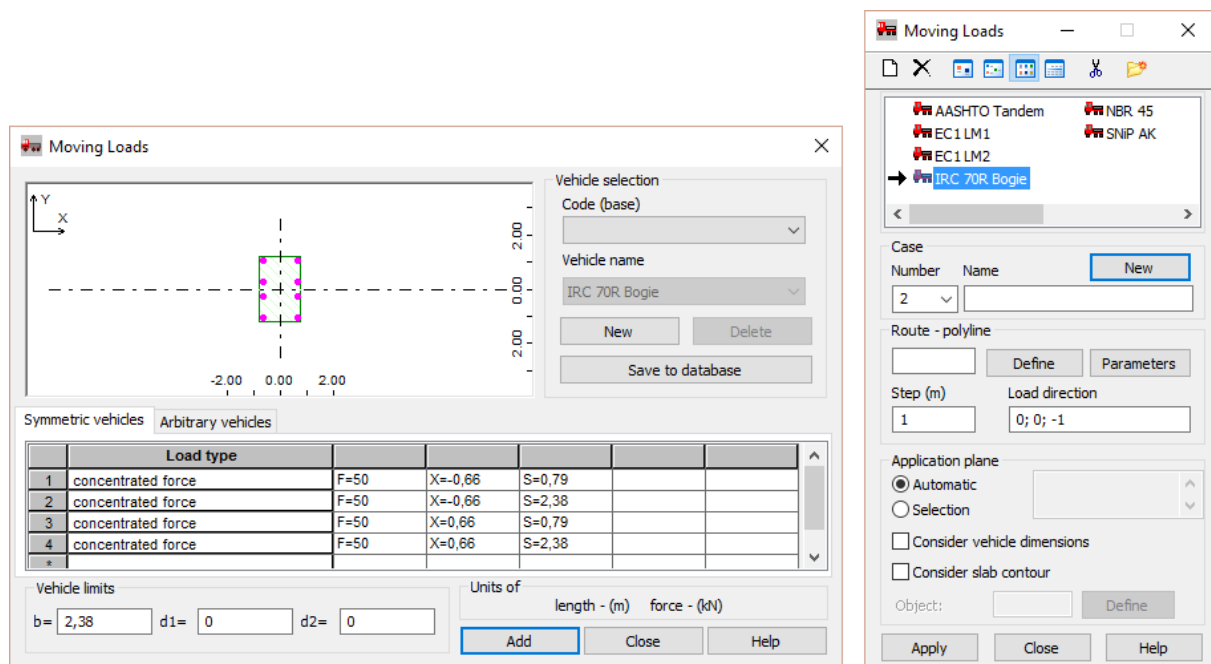 Moving Loads
Y
X
2.00
0.00
2.00
-2.00 0.00 2.00
Vehicle selection
Code (base)
Vehicle name
IRC 70R Bogie
New Delete
Save to database
Symmetric vehicles Arbitrary vehicles
Load type
1 concentrated force F=50 X=-0,66 S=0,79
2 concentrated force F=50 X=-0,66 S=2,38
3 concentrated force F=50 X=0,66 S=0,79
4 concentrated force F=50 X=0,66 S=2,38
*
Vehicle limits
b= 2,38 d1= 0 d2= 0
Units of
length - (m) force - (kN)
Add Close Help
Moving Loads
AASHTO Tandem NBR 45
EC1 LM1 SNiP AK
EC1 LM2
IRC 70R Bogie
Case
Number Name New
2
Route - polyline
Define Parameters
Step (m) Load direction
1 0; 0; -1
Application plane
Automatic
Selection
Consider vehicle dimensions
Consider slab contour
Object: Define
Apply Close Help